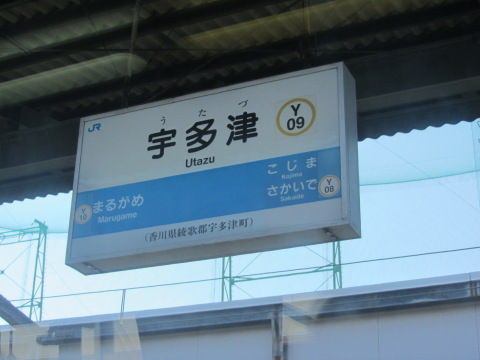 JR
うたづ
宇多津
Utazu
Y
09
Y
10
まるがめ
Marugame
こじま
Kojima
さかいで
Sakaide
Y
08
(香川県綾歌郡宇多津町)